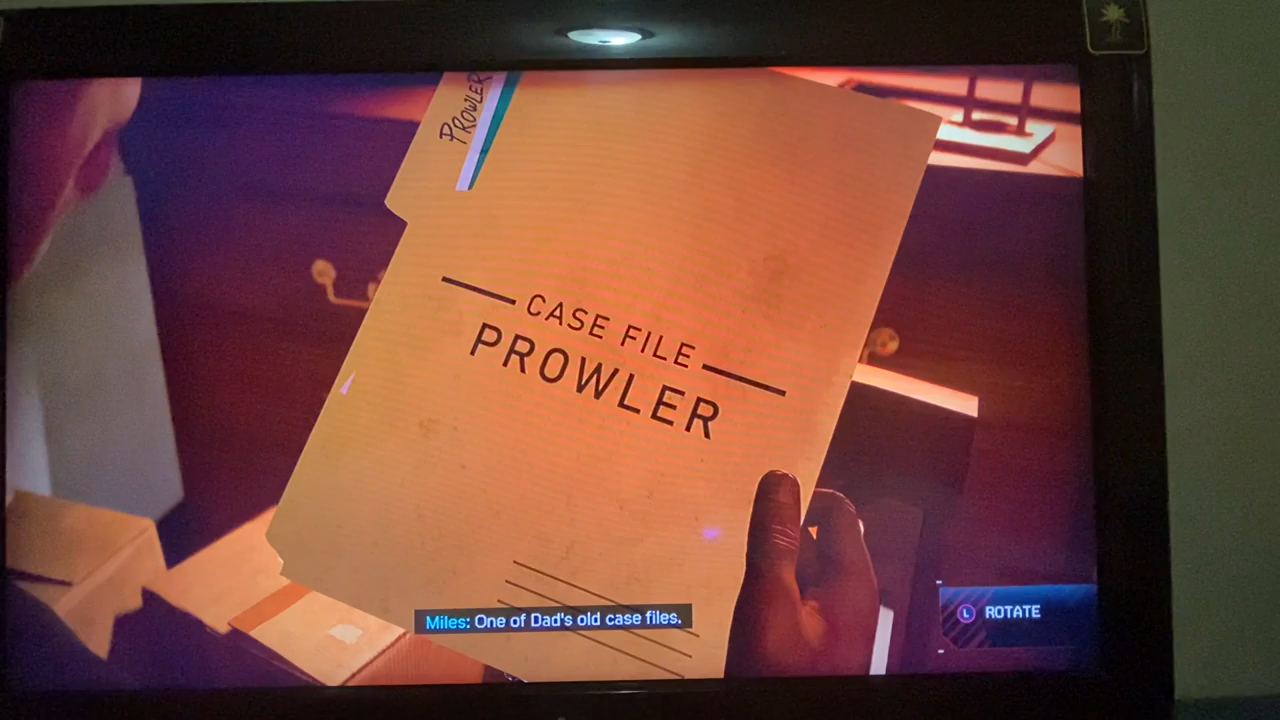 PROWLER
CASE FILE
PROWLER
Miles: One of Dad's old case files.
L ROTATE